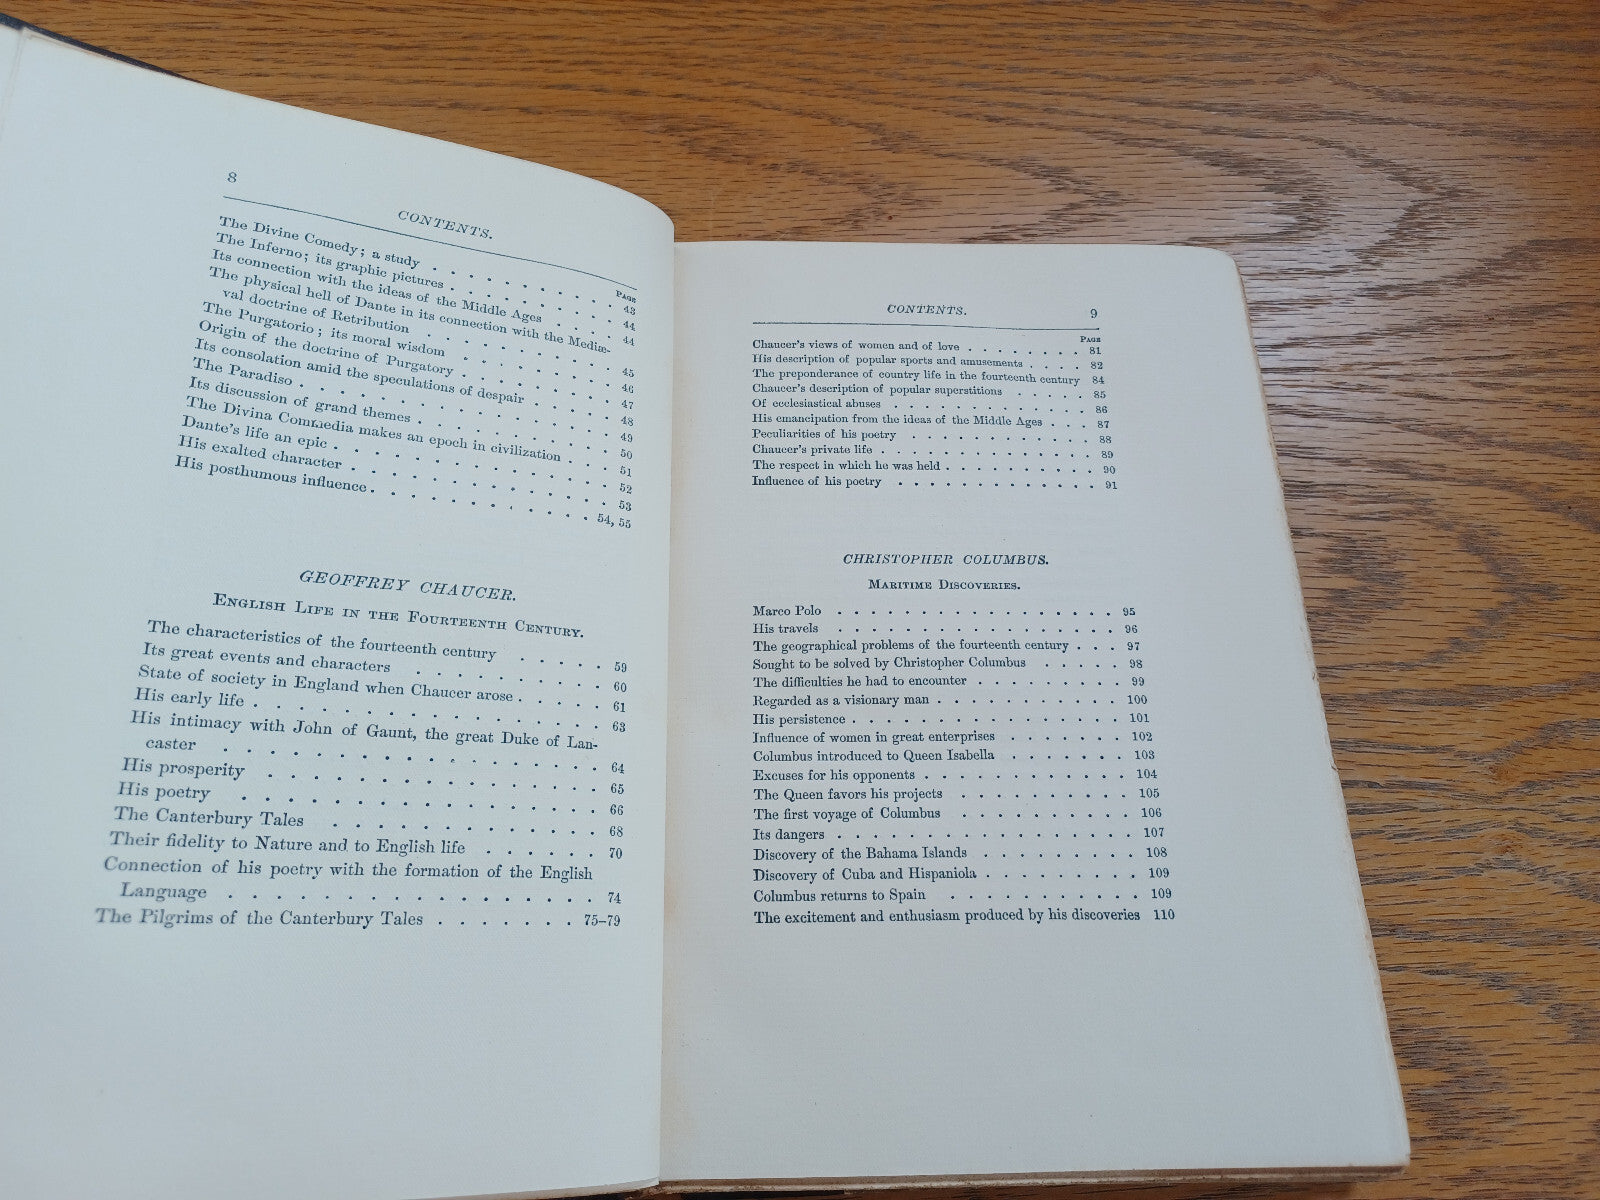 8
CONTENTS.
PAGE
The Divine Comedy; a study . . . . . . . . . . 43
The Inferno; its graphic pictures . . . . . . . . . 44
Its connection with the ideas of the Middle Ages . . . . 44
The physical hell of Dante in its connection with the Mediæ-
val doctrine of Retribution . . . . . . . . . . 45
The Purgatorio; its moral wisdom . . . . . . . . 46
Origin of the doctrine of Purgatory . . . . . . . . 47
Its consolation amid the speculations of despair . . . . . 48
The Paradiso . . . . . . . . . . . . . . 49
Its discussion of grand themes . . . . . . . . . 50
The Divina Commedia makes an epoch in civilization . . . 51
Dante's life an epic . . . . . . . . . . . . 52
His exalted character . . . . . . . . . . . . 53
His posthumous influence . . . . . . . . . . . 54, 55
GEOFFREY CHAUCER.
ENGLISH LIFE IN THE FOURTEENTH CENTURY.
The characteristics of the fourteenth century . . . . . 59
Its great events and characters . . . . . . . . . 60
State of society in England when Chaucer arose . . . . . 61
His early life . . . . . . . . . . . . . . 63
His intimacy with John of Gaunt, the great Duke of Lan-
caster . . . . . . . . . . . . . . . . . 64
His prosperity . . . . . . . . . . . . . . . 65
His poetry . . . . . . . . . . . . . . . . 66
The Canterbury Tales . . . . . . . . . . . . 68
Their fidelity to Nature and to English life . . . . . . 70
Connection of his poetry with the formation of the English
Language . . . . . . . . . . . . . . . . . 74
The Pilgrims of the Canterbury Tales . . . . . . . 75–79
CONTENTS. 9
PAGE
Chaucer's views of women and of love . . . . . . . . 81
His description of popular sports and amusements . . . . 82
The preponderance of country life in the fourteenth century 84
Chaucer's description of popular superstitions . . . . . 85
Of ecclesiastical abuses . . . . . . . . . . . . . 86
His emancipation from the ideas of the Middle Ages . . . 87
Peculiarities of his poetry . . . . . . . . . . . . 88
Chaucer's private life . . . . . . . . . . . . . . 89
The respect in which he was held . . . . . . . . . . 90
Influence of his poetry . . . . . . . . . . . . . 91
CHRISTOPHER COLUMBUS.
MARITIME DISCOVERIES.
Marco Polo . . . . . . . . . . . . . . . . . 95
His travels . . . . . . . . . . . . . . . . . 96
The geographical problems of the fourteenth century . . . 97
Sought to be solved by Christopher Columbus . . . . . 98
The difficulties he had to encounter . . . . . . . . . 99
Regarded as a visionary man . . . . . . . . . . . 100
His persistence . . . . . . . . . . . . . . . . 101
Influence of women in great enterprises . . . . . . . 102
Columbus introduced to Queen Isabella . . . . . . . 103
Excuses for his opponents . . . . . . . . . . . . 104
The Queen favors his projects . . . . . . . . . . 105
The first voyage of Columbus . . . . . . . . . . 106
Its dangers . . . . . . . . . . . . . . . . . 107
Discovery of the Bahama Islands . . . . . . . . . 108
Discovery of Cuba and Hispaniola . . . . . . . . . 109
Columbus returns to Spain . . . . . . . . . . . 109
The excitement and enthusiasm produced by his discoveries 110